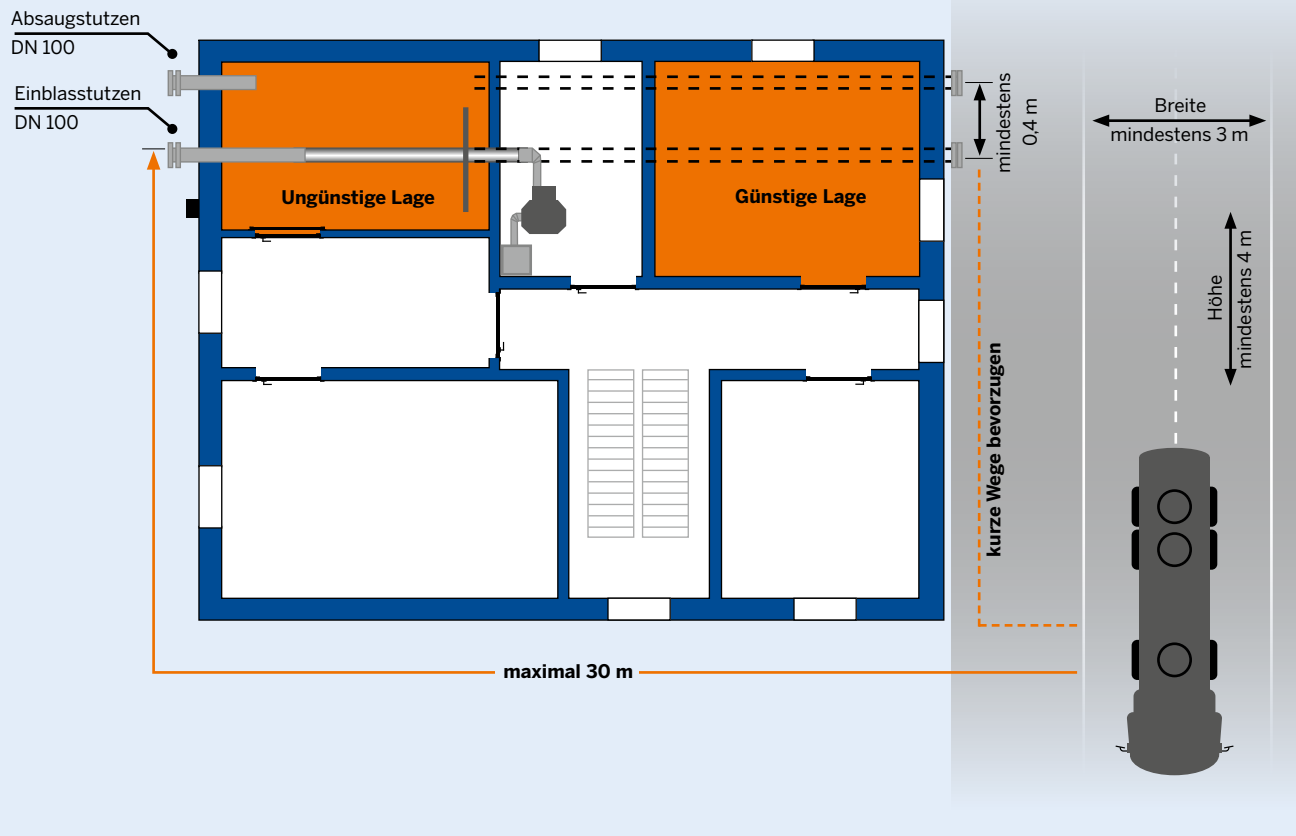 Absaugstutzen
DN 100
Einblasstutzen
DN 100
Ungünstige Lage
Günstige Lage
mindestens
0,4 m
Breite
mindestens 3 m
Höhe
mindestens 4 m
kurze Wege bevorzugen
maximal 30 m